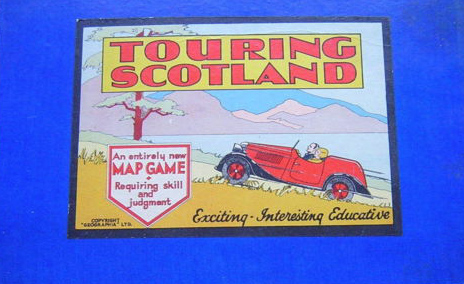 TOURING
SCOTLAND
An entirely new
MAP GAME
Requiring skill
and
judgment
COPYRIGHT
"GEOGRAPHIA" LTD.
Exciting - Interesting Educative